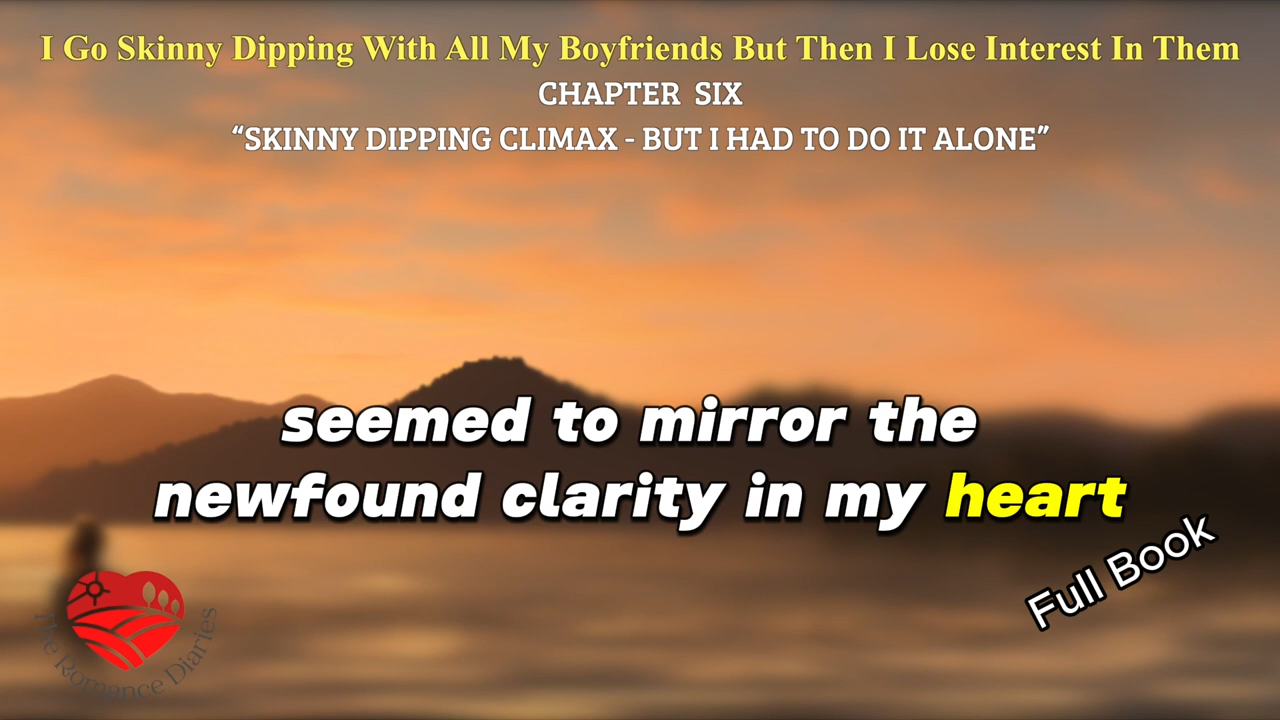 I Go Skinny Dipping With All My Boyfriends But Then I Lose Interest In Them
CHAPTER SIX
“SKINNY DIPPING CLIMAX - BUT I HAD TO DO IT ALONE”
seemed to mirror the
newfound clarity in my heart
Full Book
The Romance Diaries